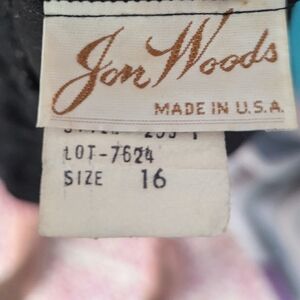 Jon Woods
MADE IN U.S.A.
LOT-7624
SIZE 16